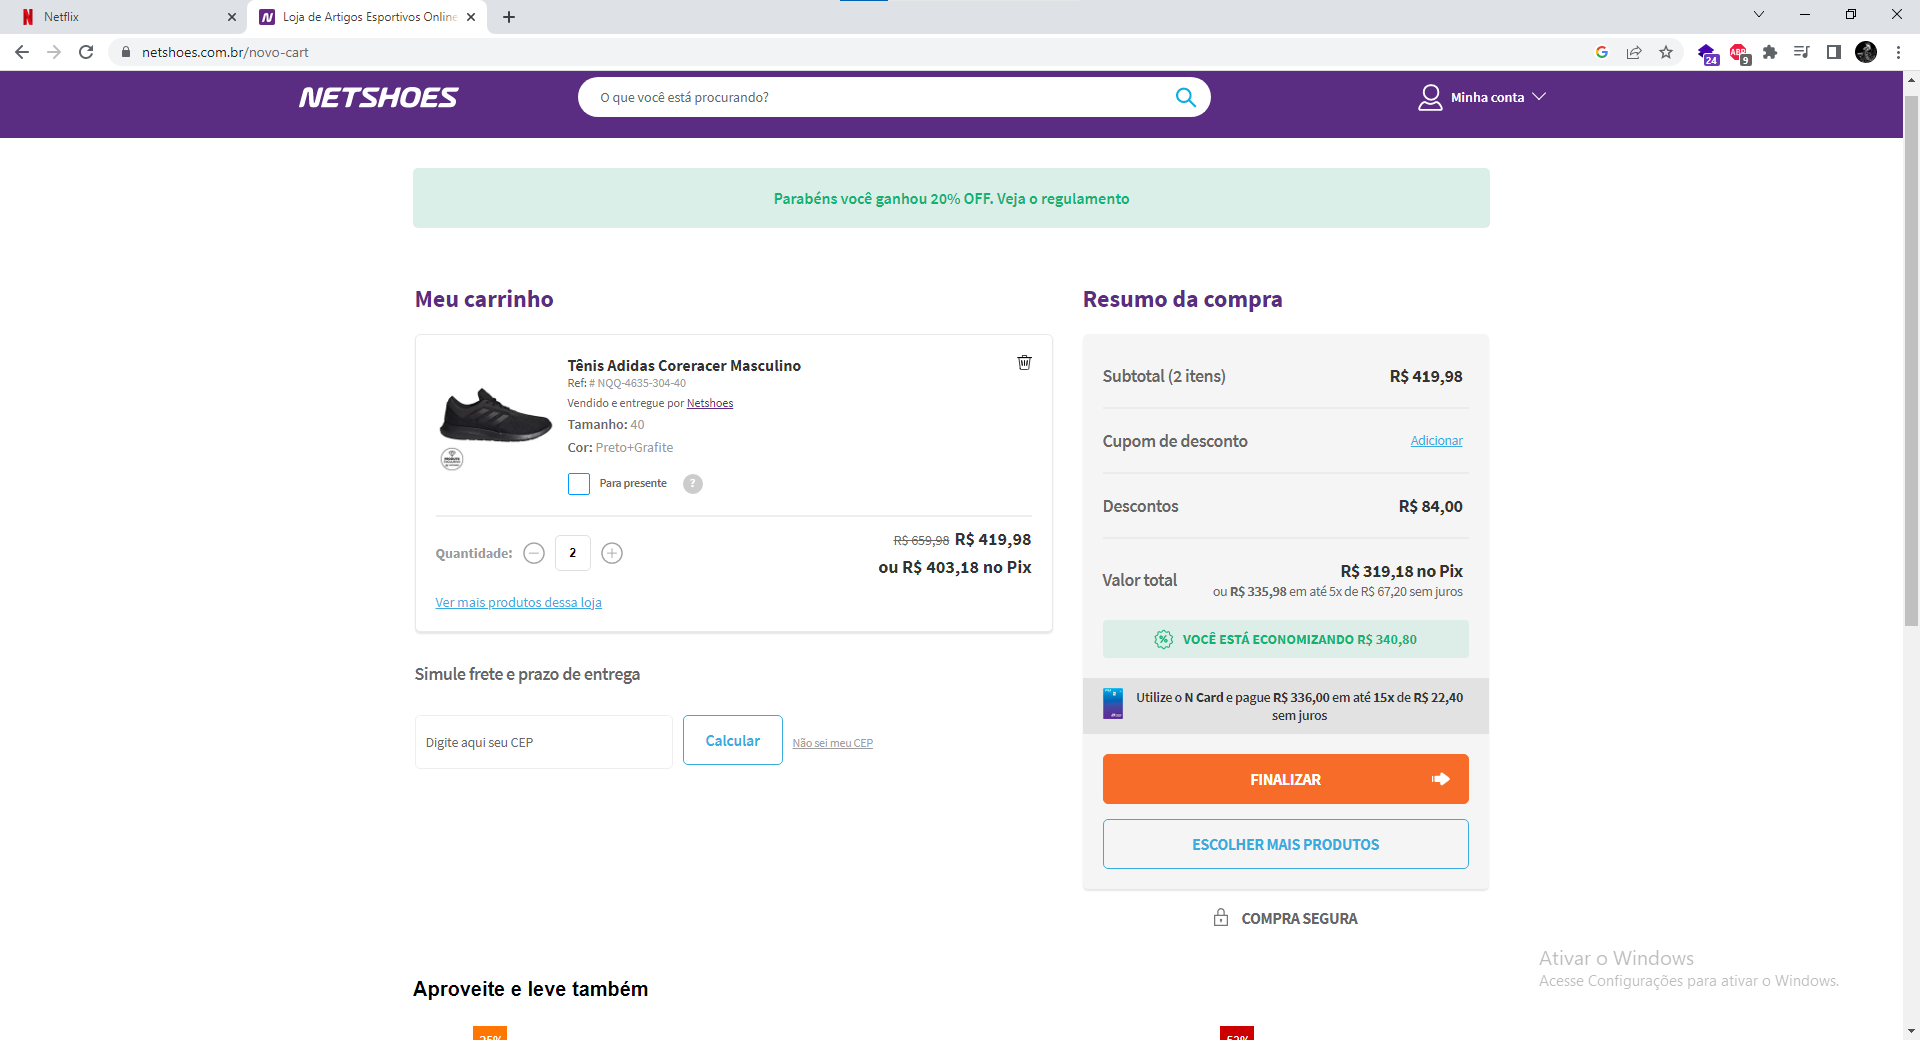 Netflix
Loja de Artigos Esportivos Online
netshoes.com.br/novo-cart
24
ABP
9
NETSHOES
O que você está procurando?
Minha conta
Parabéns você ganhou 20% OFF. Veja o regulamento
Meu carrinho
Tênis Adidas Coreracer Masculino
Ref: # NQQ-4635-304-40
Vendido e entregue por Netshoes
Tamanho: 40
Cor: Preto+Grafite
Para presente ?
Quantidade: 2
R$ 659,98 R$ 419,98
ou R$ 403,18 no Pix
Ver mais produtos dessa loja
Simule frete e prazo de entrega
Digite aqui seu CEP
Calcular
Não sei meu CEP
Resumo da compra
Subtotal (2 itens) R$ 419,98
Cupom de desconto Adicionar
Descontos R$ 84,00
Valor total R$ 319,18 no Pix
ou R$ 335,98 em até 5x de R$ 67,20 sem juros
% VOCÊ ESTÁ ECONOMIZANDO R$ 340,80
Utilize o N Card e pague R$ 336,00 em até 15x de R$ 22,40
sem juros
FINALIZAR
ESCOLHER MAIS PRODUTOS
COMPRA SEGURA
Ativar o Windows
Acesse Configurações para ativar o Windows.
Aproveite e leve também